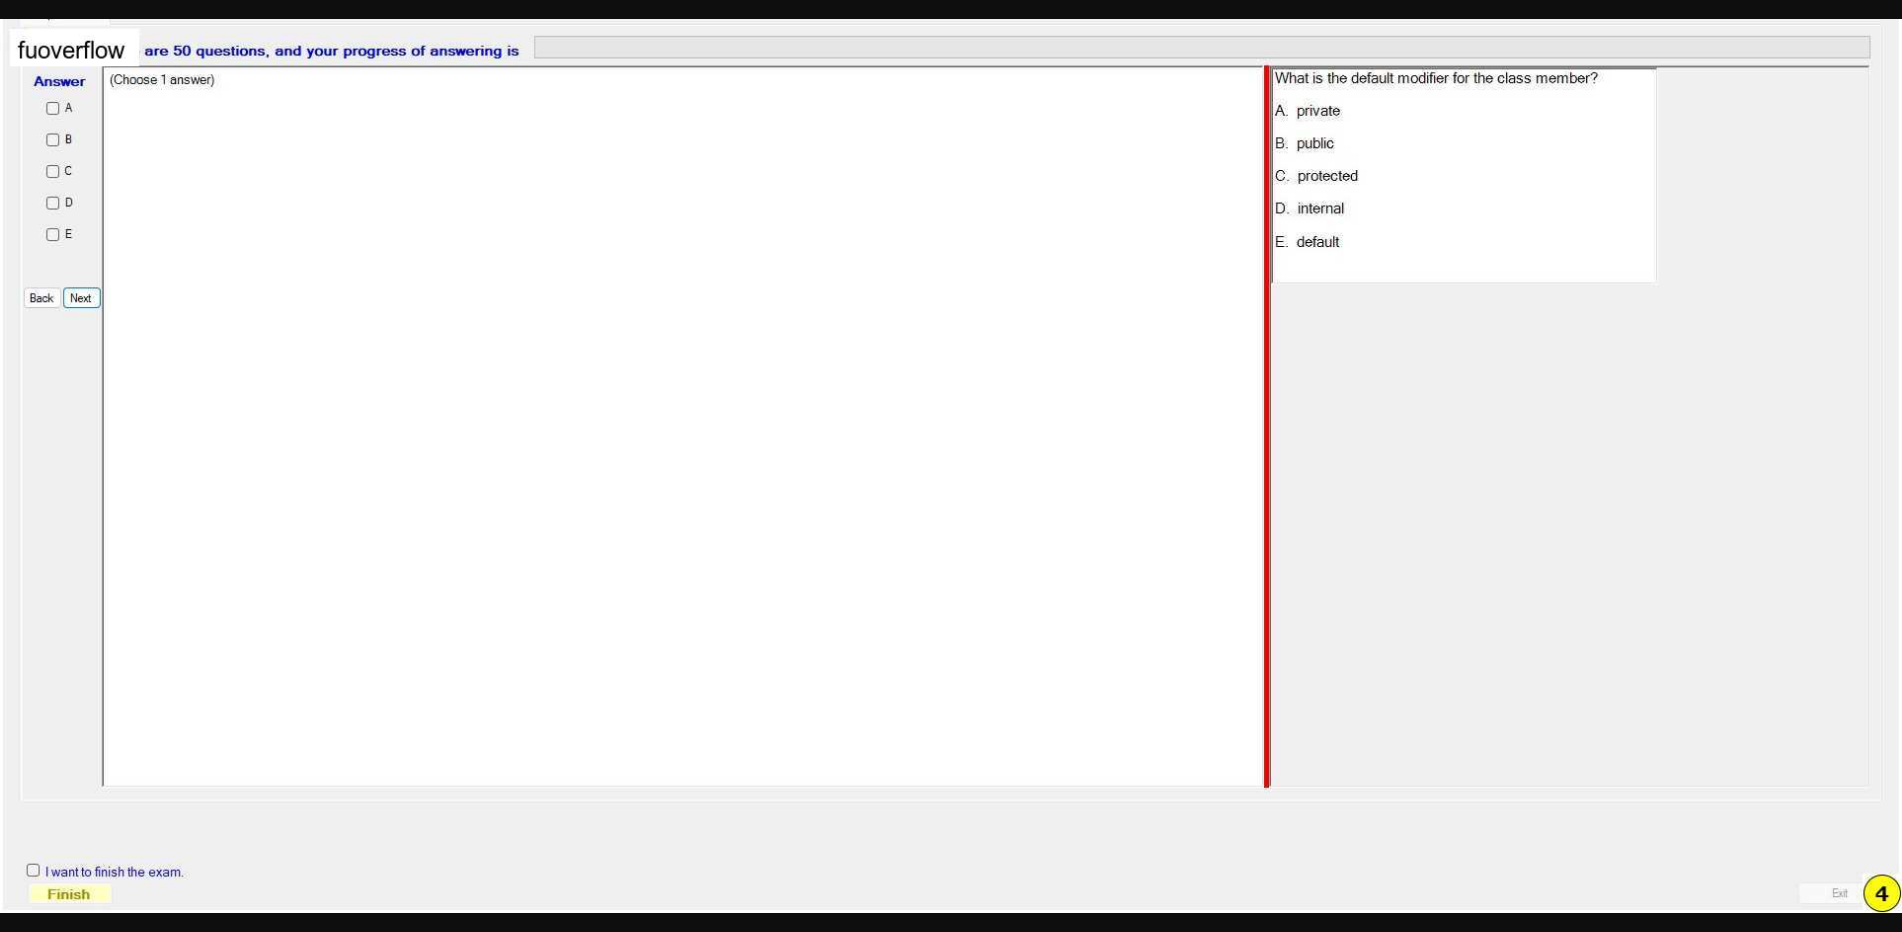 fuoverflow are 50 questions, and your progress of answering is
Answer
(Choose 1 answer)
A
B
C
D
E
Back Next
What is the default modifier for the class member?
A. private
B. public
C. protected
D. internal
E. default
I want to finish the exam.
Finish
Exit
4